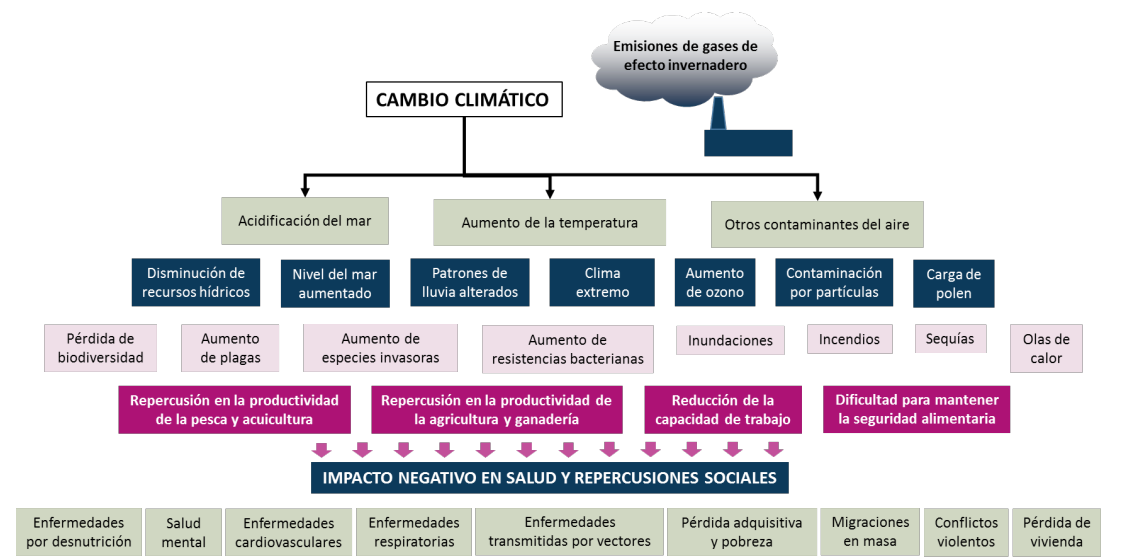 Emisiones de gases de
efecto invernadero
CAMBIO CLIMÁTICO
Acidificación del mar
Aumento de la temperatura
Otros contaminantes del aire
Disminución de
recursos hídricos
Nivel del mar
aumentado
Patrones de
lluvia alterados
Clima
extremo
Aumento
de ozono
Contaminación
por partículas
Carga de
polen
Pérdida de
biodiversidad
Aumento
de plagas
Aumento de
especies invasoras
Aumento de
resistencias bacterianas
Inundaciones
Incendios
Sequías
Olas de
calor
Repercusión en la productividad
de la pesca y acuicultura
Repercusión en la productividad de
la agricultura y ganadería
Reducción de la
capacidad de trabajo
Dificultad para mantener
la seguridad alimentaria
IMPACTO NEGATIVO EN SALUD Y REPERCUSIONES SOCIALES
Enfermedades
por desnutrición
Salud
mental
Enfermedades
cardiovasculares
Enfermedades
respiratorias
Enfermedades
transmitidas por vectores
Pérdida adquisitiva
y pobreza
Migraciones
en masa
Conflictos
violentos
Pérdida de
vivienda